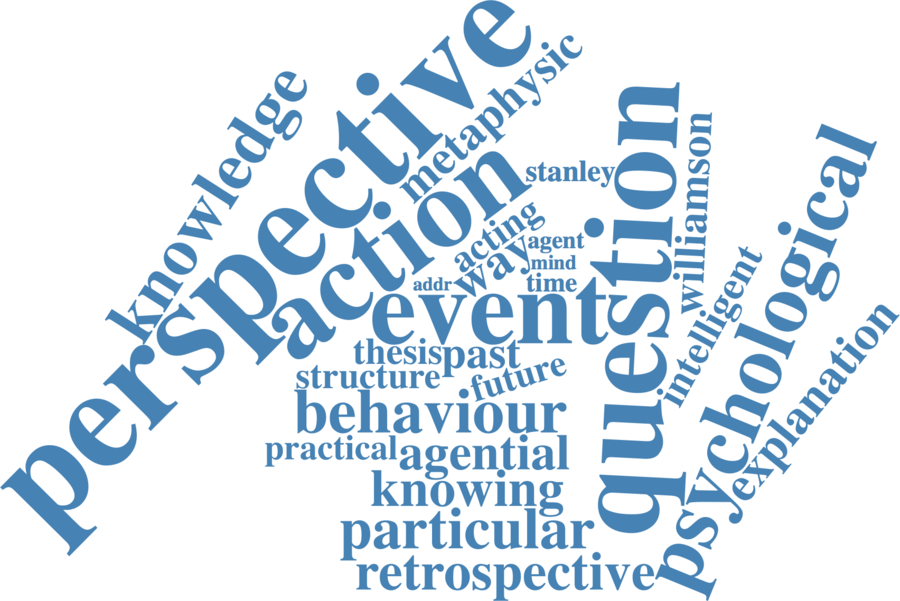 perspective
knowledge
metaphysic
action
stanley
acting
way
agent
mind
addr
time
event
question
williamson
intelligent
psychological
explanation
thesis
past
structure
future
behaviour
practical
agential
knowing
particular
retrospective